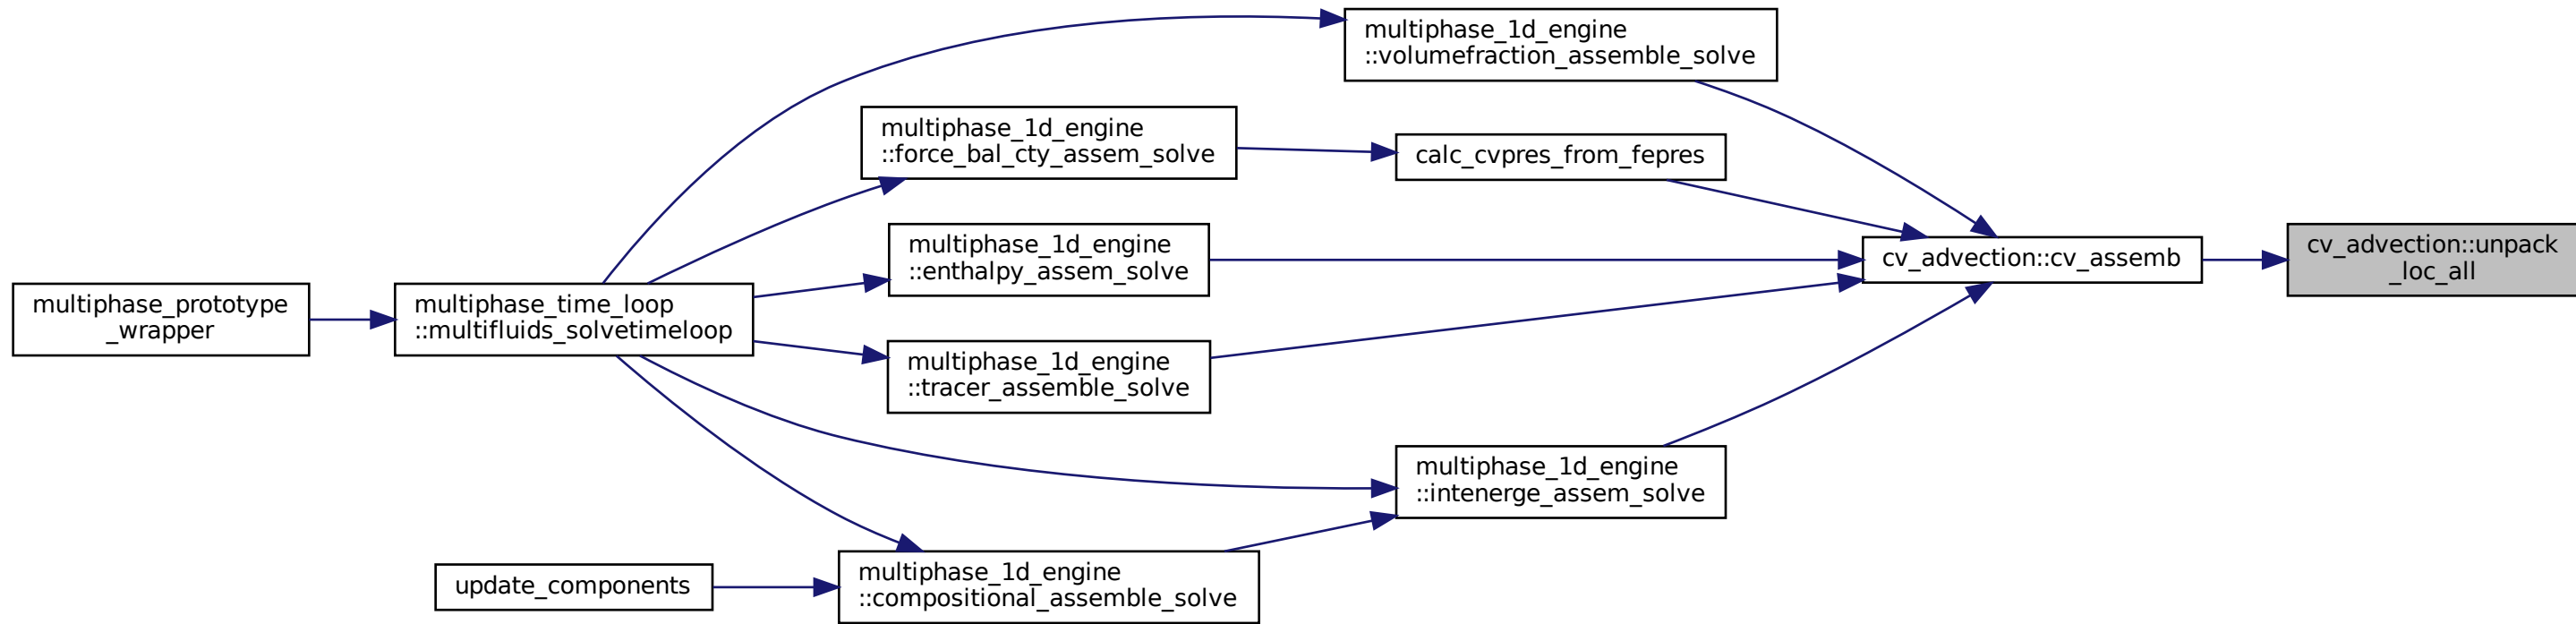 multiphase_1d_engine
::volumefraction_assemble_solve
multiphase_1d_engine
::force_bal_cty_assem_solve
calc_cvpres_from_fepres
multiphase_1d_engine
::enthalpy_assem_solve
cv_advection::cv_assemb
cv_advection::unpack
_loc_all
multiphase_prototype
_wrapper
multiphase_time_loop
::multifluids_solvetimeloop
multiphase_1d_engine
::tracer_assemble_solve
multiphase_1d_engine
::intenerge_assem_solve
update_components
multiphase_1d_engine
::compositional_assemble_solve